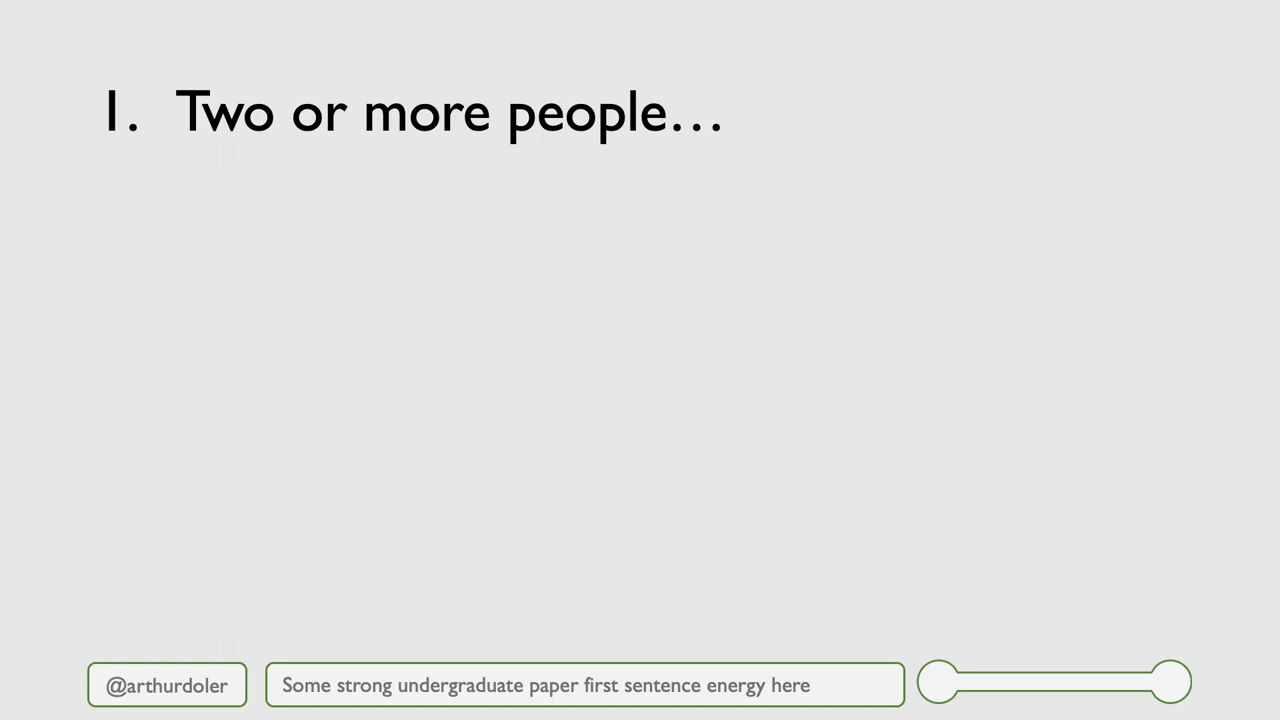 1. Two or more people…
@arthurdoler
Some strong undergraduate paper first sentence energy here